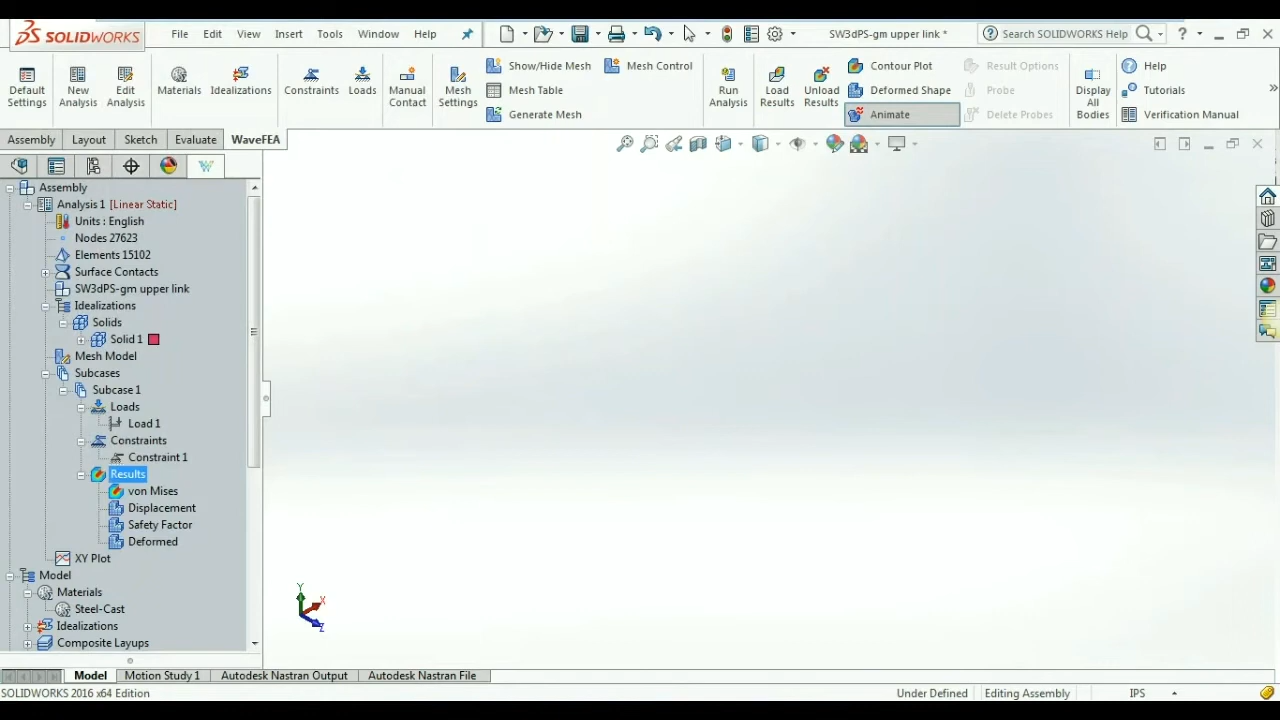 SOLIDWORKS File Edit View Insert Tools Window Help SW3dPS-gm upper link * Search SOLIDWORKS Help ?
Default Settings
New Analysis
Edit Analysis
Materials
Idealizations
Constraints
Loads
Manual Contact
Mesh Settings
Show/Hide Mesh
Mesh Table
Generate Mesh
Mesh Control
Run Analysis
Load Results
Unload Results
Contour Plot
Deformed Shape
Animate
Result Options
Probe
Delete Probes
Display All Bodies
Help
Tutorials
Verification Manual
Assembly Layout Sketch Evaluate WaveFEA
Assembly
Analysis 1 [Linear Static]
Units : English
Nodes 27623
Elements 15102
Surface Contacts
SW3dPS-gm upper link
Idealizations
Solids
Solid 1
Mesh Model
Subcases
Subcase 1
Loads
Load 1
Constraints
Constraint 1
Results
von Mises
Displacement
Safety Factor
Deformed
XY Plot
Model
Materials
Steel-Cast
Idealizations
Composite Layups
Y
X
Z
Model Motion Study 1 Autodesk Nastran Output Autodesk Nastran File
SOLIDWORKS 2016 x64 Edition Under Defined Editing Assembly IPS